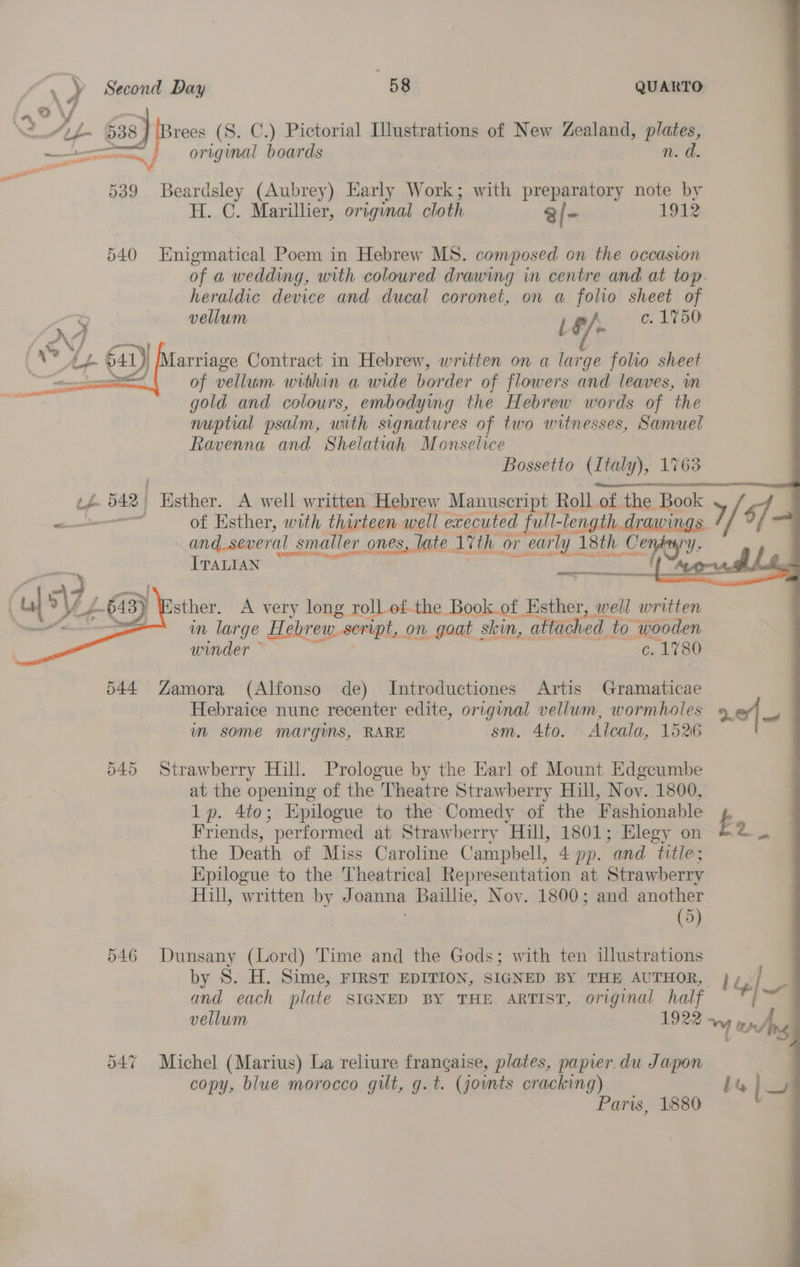 Second Day 58 QUARTO
538 Brees (S. C.) Pictorial Illustrations of New Zealand, plates,
original boards n. d.
539 Beardsley (Aubrey) Early Work; with preparatory note by
H. C. Marillier, original cloth 2/- 1912
540 Enigmatical Poem in Hebrew MS. composed on the occasion
of a wedding, with coloured drawing in centre and at top
heraldic device and ducal coronet, on a folio sheet of
vellum c. 1750
541 Marriage Contract in Hebrew, written on a large folio sheet
of vellum within a wide border of flowers and leaves, in
gold and colours, embodying the Hebrew words of the
nuptial psalm, with signatures of two witnesses, Samuel
Ravenna and Shelatiah Monselice
Bossetto (Italy), 1763
542 Esther. A well written Hebrew Manuscript Roll of the Book
of Esther, with thirteen well executed full-length drawings
and several smaller ones, late 17th or early 18th Century,
ITALIAN
543 Esther. A very long roll of the Book of Esther, well written
in large Hebrew script, on goat skin, attached to wooden
winder c. 1780
544 Zamora (Alfonso de) Introductiones Artis Gramaticae
Hebraice nunc recenter edite, original vellum, wormholes
in some margins, RARE sm. 4to. Alcala, 1526
545 Strawberry Hill. Prologue by the Earl of Mount Edgcumbe
at the opening of the Theatre Strawberry Hill, Nov. 1800,
1 p. 4to; Epilogue to the Comedy of the Fashionable
Friends, performed at Strawberry Hill, 1801; Elegy on £2 -
the Death of Miss Caroline Campbell, 4 pp. and title;
Epilogue to the Theatrical Representation at Strawberry
Hill, written by Joanna Baillie, Nov. 1800; and another
(5)
546 Dunsany (Lord) Time and the Gods; with ten illustrations
by S. H. Sime, FIRST EDITION, SIGNED BY THE AUTHOR,
and each plate SIGNED BY THE ARTIST, original half
vellum 1922
547 Michel (Marius) La reliure française, plates, papier du Japon
copy, blue morocco gilt, g. t. (joints cracking)
Paris, 1880